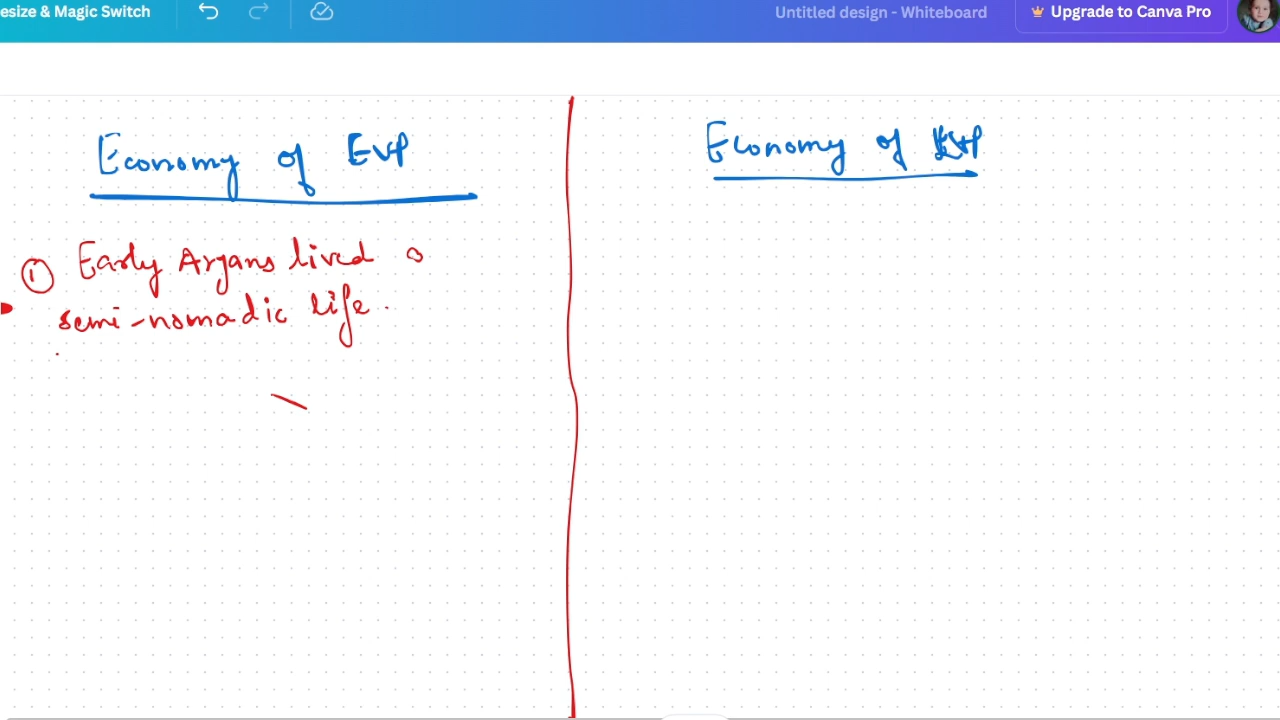 esize & Magic Switch
Untitled design - Whiteboard
Upgrade to Canva Pro
Economy of EVP
① Early Aryans lived a
semi-nomadic life.
Economy of